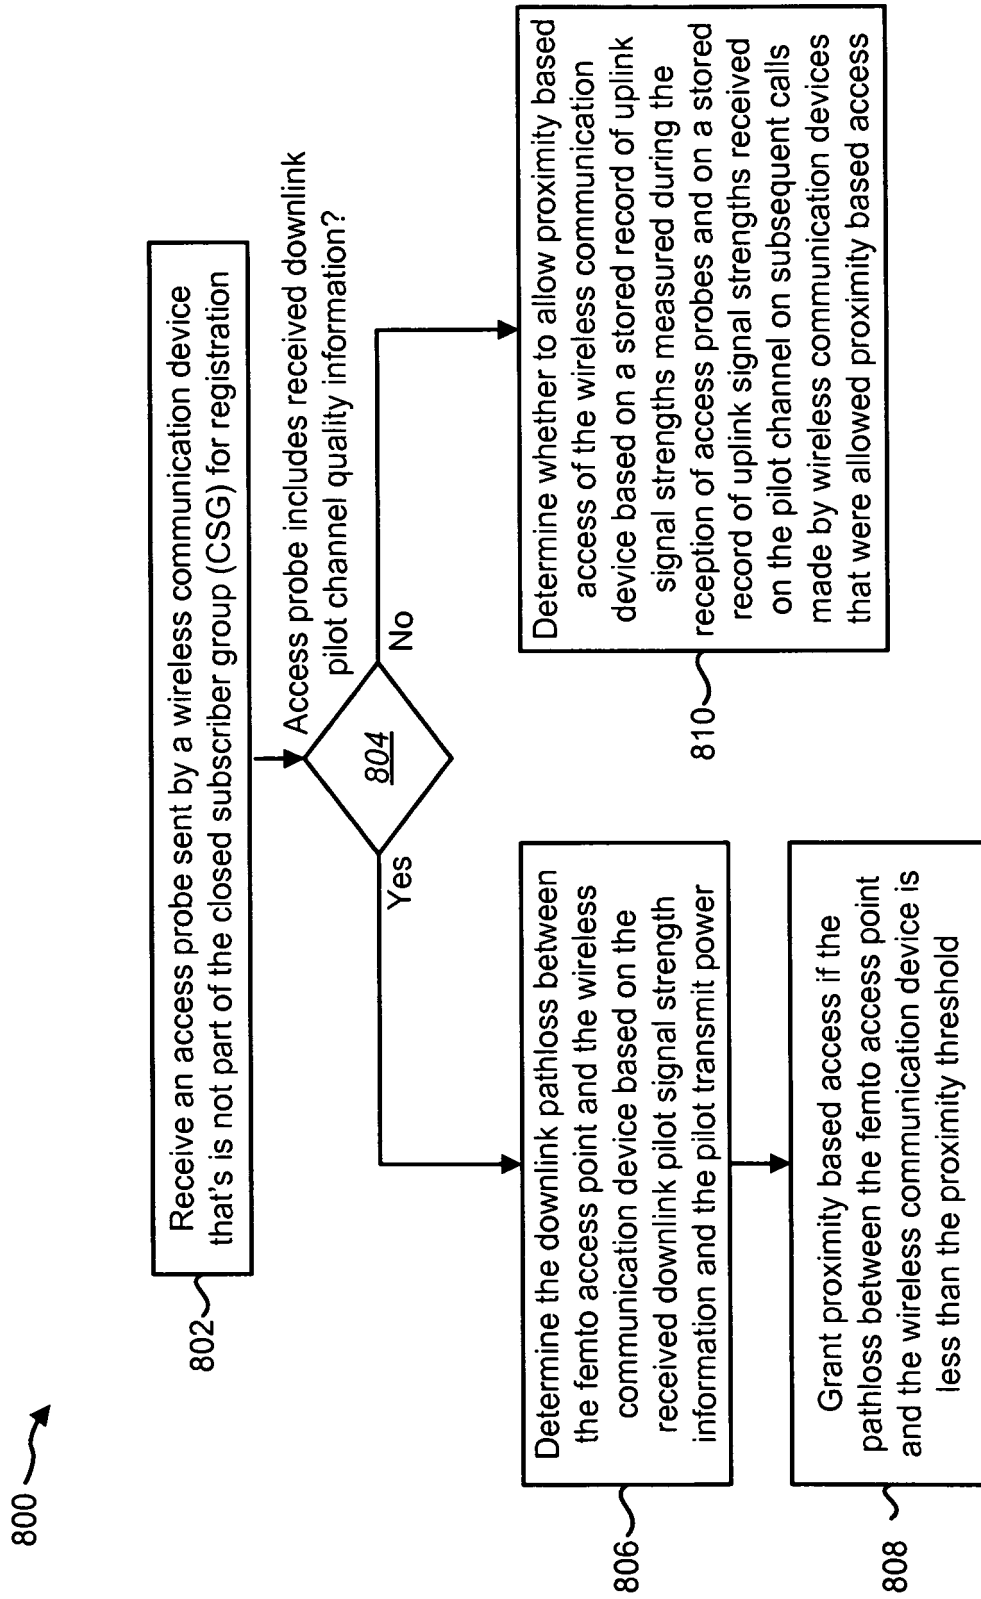 800
802
Receive an access probe sent by a wireless communication device
that's is not part of the closed subscriber group (CSG) for registration
Access probe includes received downlink
pilot channel quality information?
804
Yes
No
806
Determine the downlink pathloss between
the femto access point and the wireless
communication device based on the
received downlink pilot signal strength
information and the pilot transmit power
808
Grant proximity based access if the
pathloss between the femto access point
and the wireless communication device is
less than the proximity threshold
810
Determine whether to allow proximity based
access of the wireless communication
device based on a stored record of uplink
signal strengths measured during the
reception of access probes and on a stored
record of uplink signal strengths received
on the pilot channel on subsequent calls
made by wireless communication devices
that were allowed proximity based access